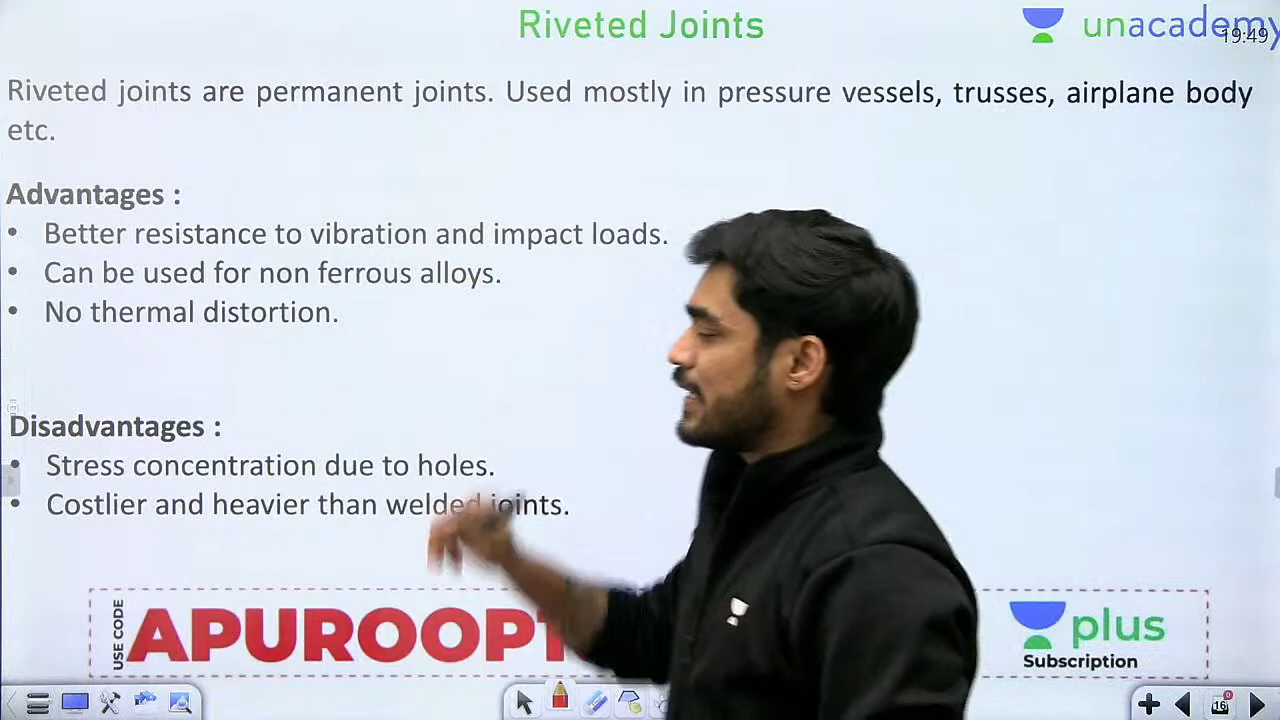 Riveted Joints
unacademy
19:49
Riveted joints are permanent joints. Used mostly in pressure vessels, trusses, airplane body
etc.
Advantages :
• Better resistance to vibration and impact loads.
• Can be used for non ferrous alloys.
• No thermal distortion.
Disadvantages :
• Stress concentration due to holes.
• Costlier and heavier than welded joints.
USE CODE
APUROOPT
plus
Subscription
16